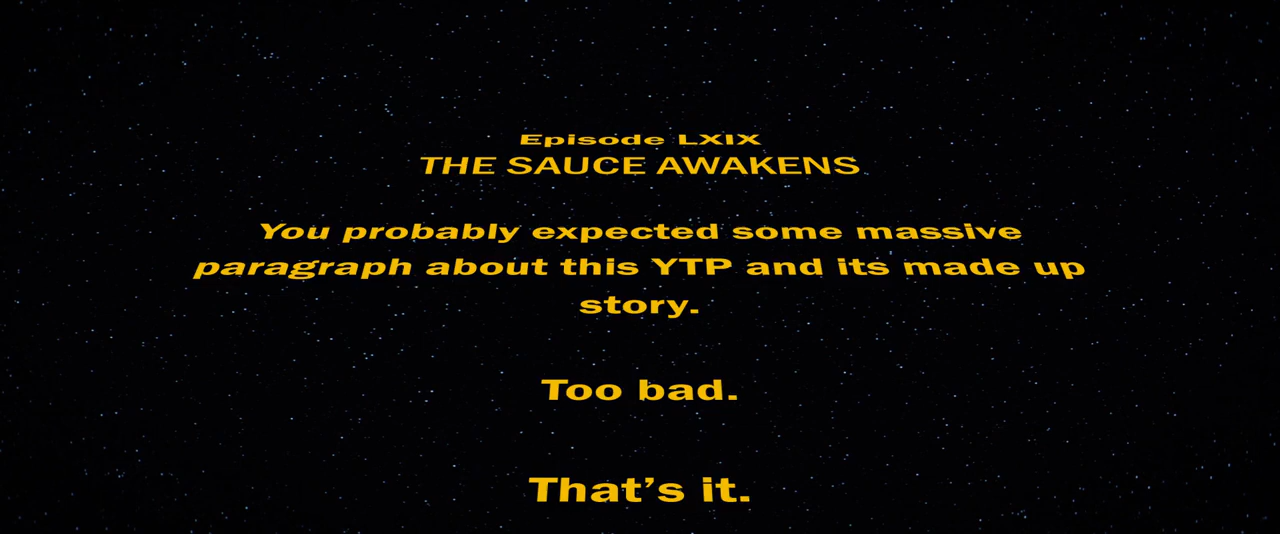 Episode LXIX
THE SAUCE AWAKENS
You probably expected some massive
paragraph about this YTP and its made up
story.
Too bad.
That’s it.